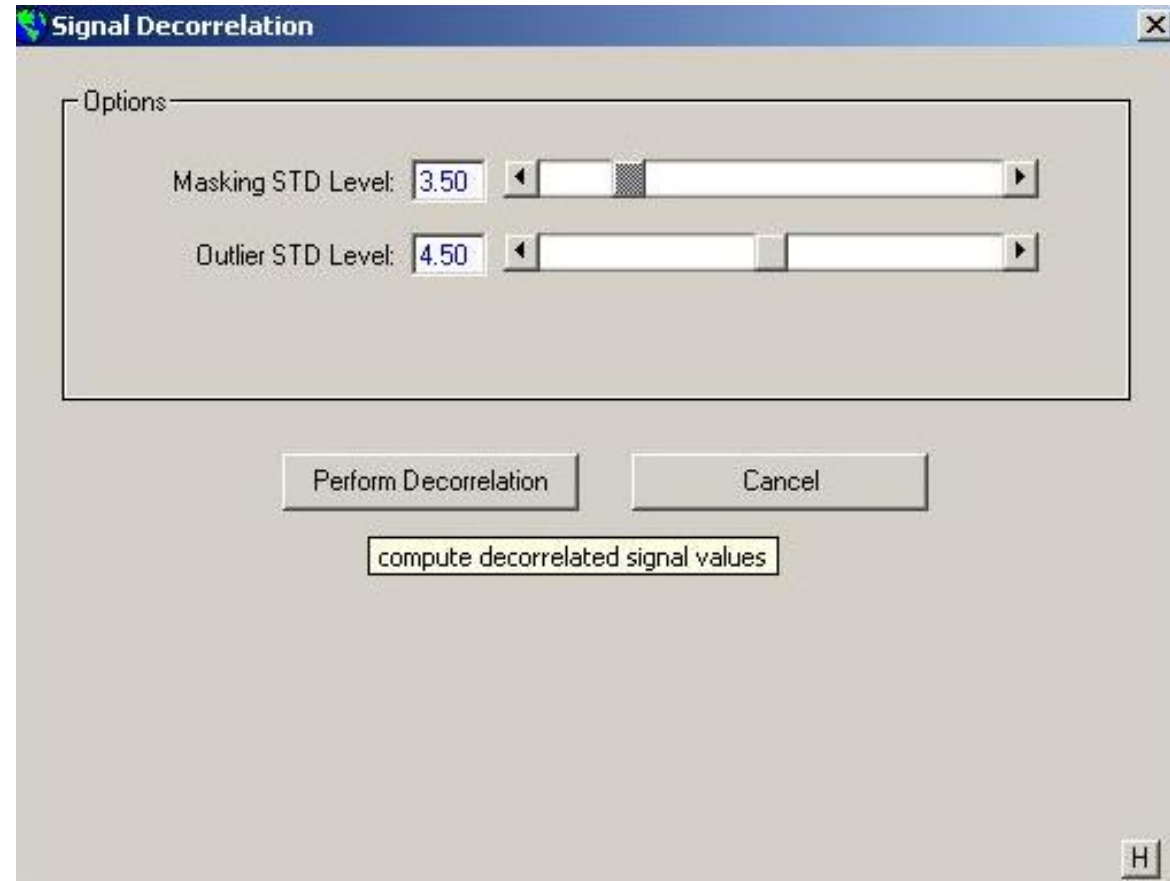 Signal Decorrelation
Options
Masking STD Level: 3.50
Outlier STD Level: 4.50
Perform Decorrelation Cancel
compute decorrelated signal values
H